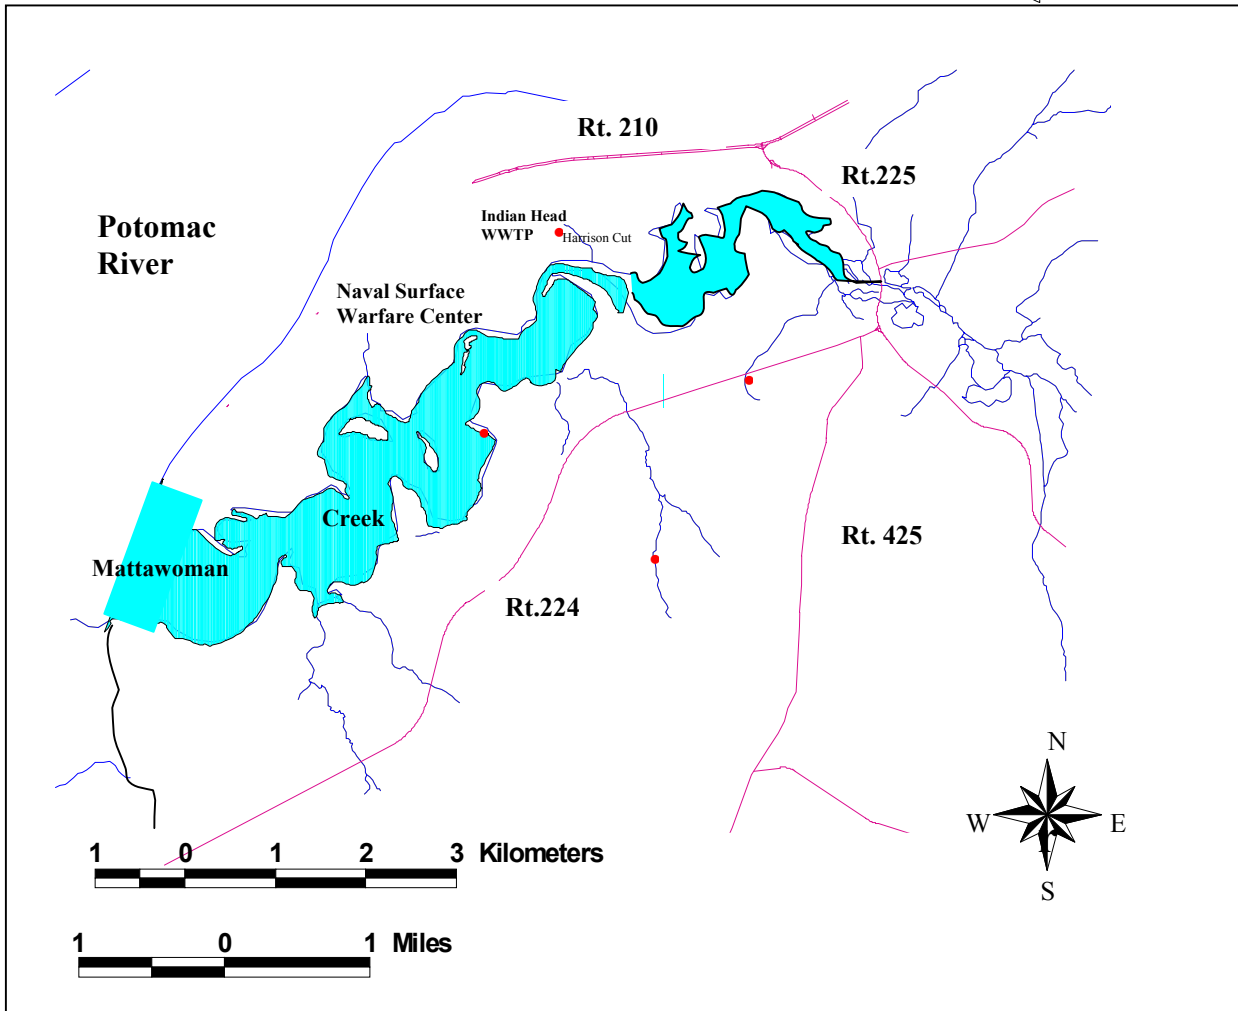 Rt. 210
Rt.225
Potomac
River
Indian Head
WWTP
Harrison Cut
Naval Surface
Warfare Center
Creek
Mattawoman
Rt. 425
Rt.224
N
W
E
S
1 0 1 2 3 Kilometers
1 0 1 Miles